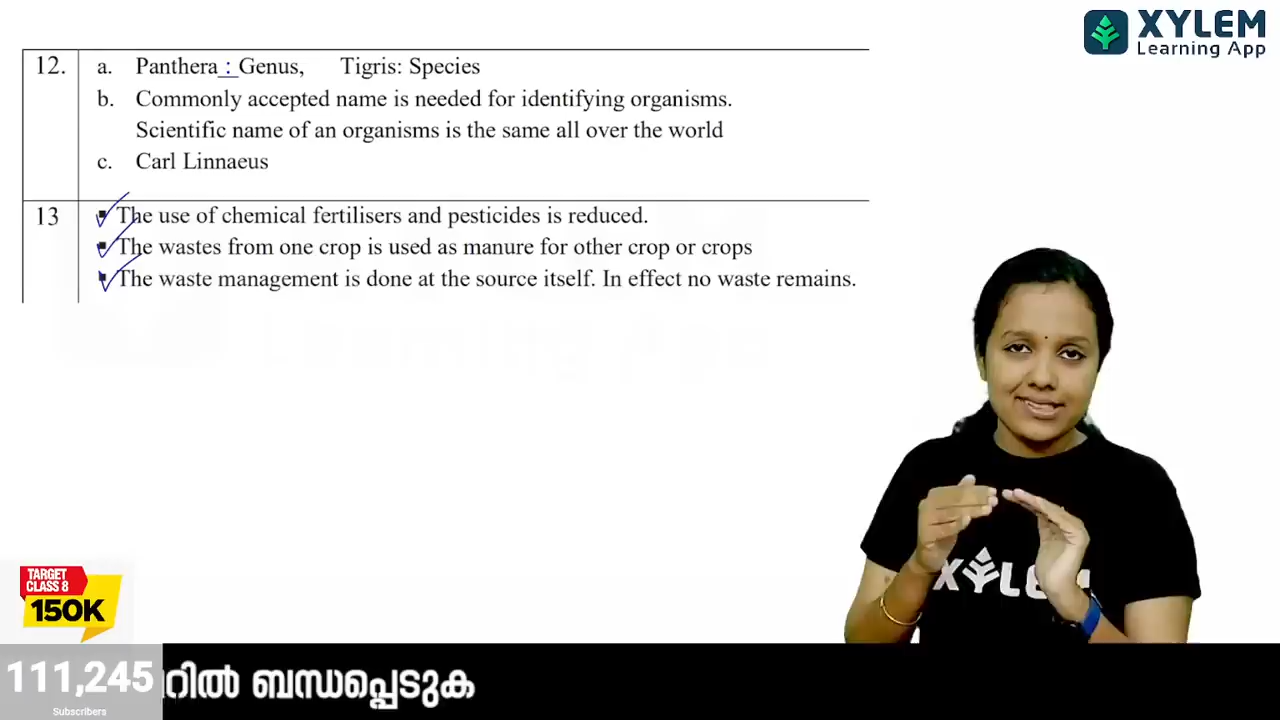 XYLEM
Learning App
12. a. Panthera : Genus, Tigris: Species
b. Commonly accepted name is needed for identifying organisms.
Scientific name of an organisms is the same all over the world
c. Carl Linnaeus
13 ▪ The use of chemical fertilisers and pesticides is reduced.
▪ The wastes from one crop is used as manure for other crop or crops
▪ The waste management is done at the source itself. In effect no waste remains.
XYLEM
TARGET
CLASS 8
150K
111,245
Subscribers
ബന്ധപ്പെടുക